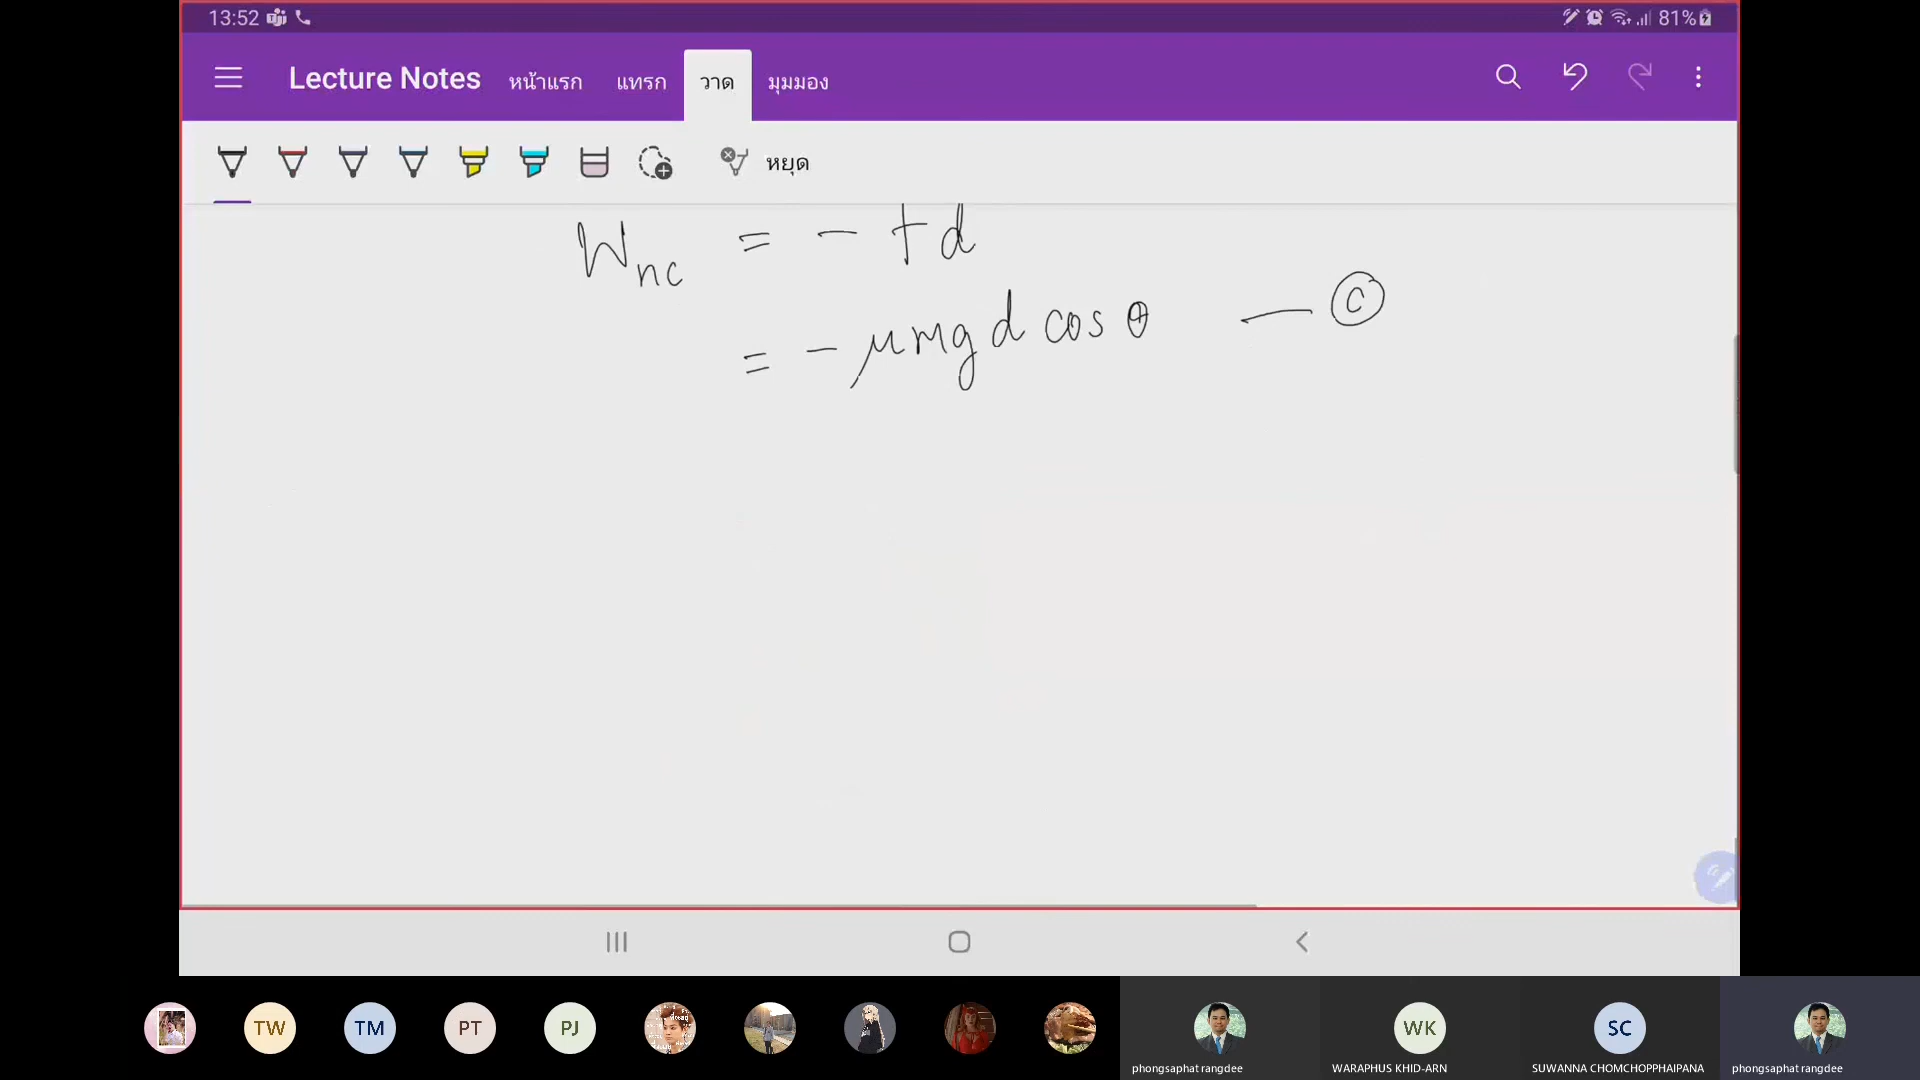 13:52 81%
Lecture Notes หน้าแรก แทรก วาด มุมมอง
หยุด
W_nc = - fd
= - μmgd cos θ — ©
TW TM PT PJ WK SC
phongsaphat rangdee WARAPHUS KHID-ARN SUWANNA CHOMCHOPPHAIPANA phongsaphat rangdee